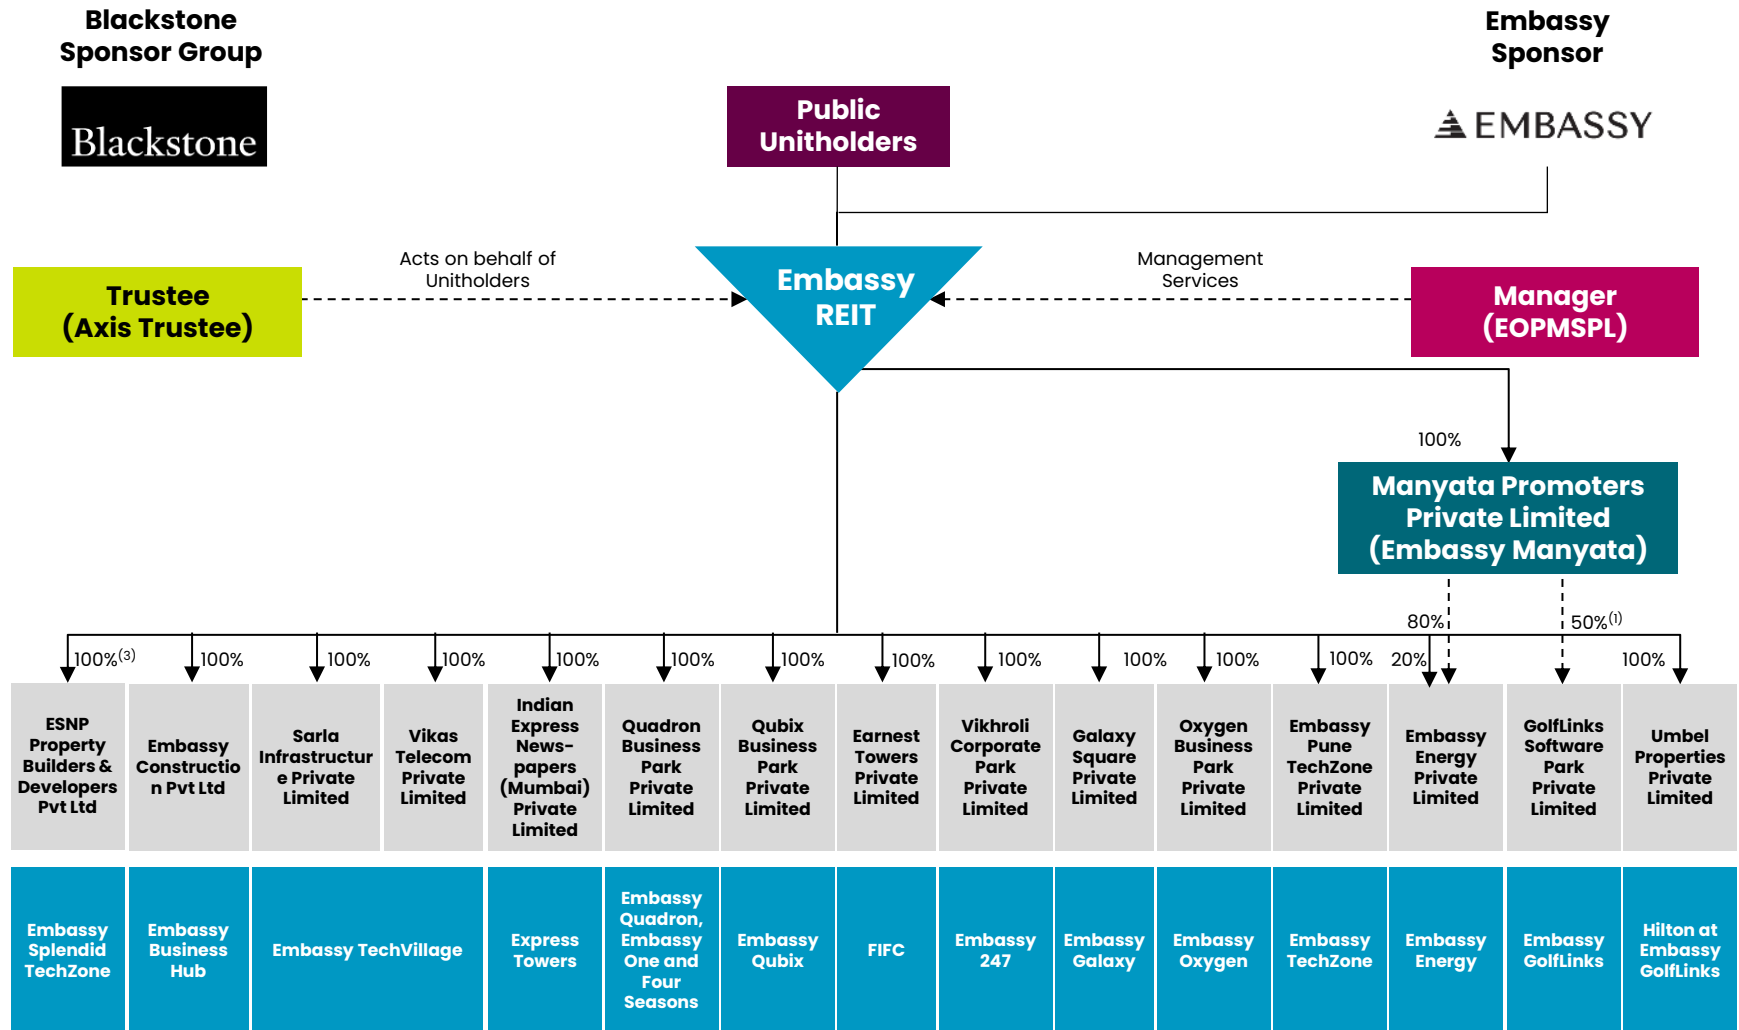 Blackstone
Sponsor Group
Blackstone
Public
Unitholders
Embassy
Sponsor
EMBASSY
Trustee
(Axis Trustee)
Acts on behalf of
Unitholders
Embassy
REIT
Management
Services
Manager
(EOPMSPL)
100%
Manyata Promoters
Private Limited
(Embassy Manyata)
80%
50%(1)
100%(3)
100%
100%
100%
100%
100%
100%
100%
100%
100%
100%
100%
20%
100%
ESNP
Property
Builders &
Developers
Pvt Ltd
Embassy
Constructio
n Pvt Ltd
Sarla
Infrastructur
e Private
Limited
Vikas
Telecom
Private
Limited
Indian
Express
News-
papers
(Mumbai)
Private
Limited
Quadron
Business
Park
Private
Limited
Qubix
Business
Park
Private
Limited
Earnest
Towers
Private
Limited
Vikhroli
Corporate
Park
Private
Limited
Galaxy
Square
Private
Limited
Oxygen
Business
Park
Private
Limited
Embassy
Pune
TechZone
Private
Limited
Embassy
Energy
Private
Limited
GolfLinks
Software
Park
Private
Limited
Umbel
Properties
Private
Limited
Embassy
Splendid
TechZone
Embassy
Business
Hub
Embassy TechVillage
Express
Towers
Embassy
Quadron,
Embassy
One and
Four
Seasons
Embassy
Qubix
FIFC
Embassy
247
Embassy
Galaxy
Embassy
Oxygen
Embassy
TechZone
Embassy
Energy
Embassy
GolfLinks
Hilton at
Embassy
GolfLinks